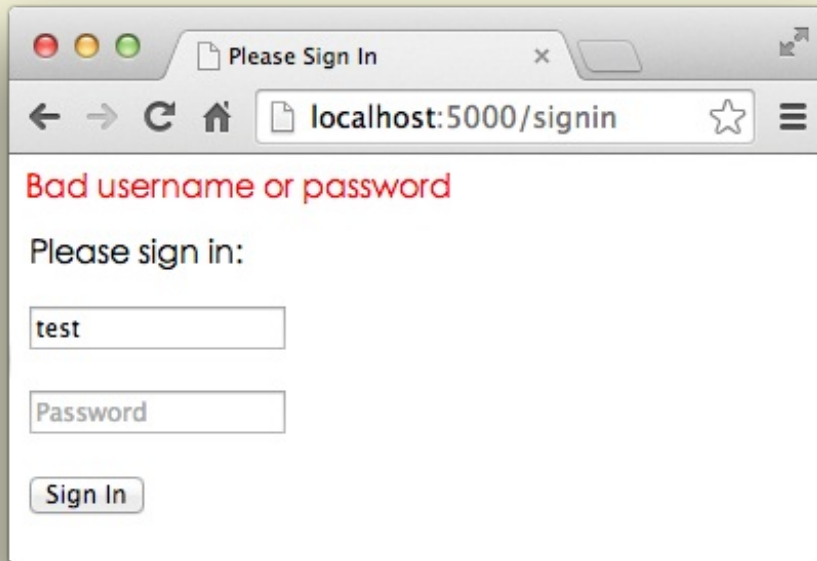 Please Sign In
localhost:5000/signin
Bad username or password
Please sign in:
test
Password
Sign In